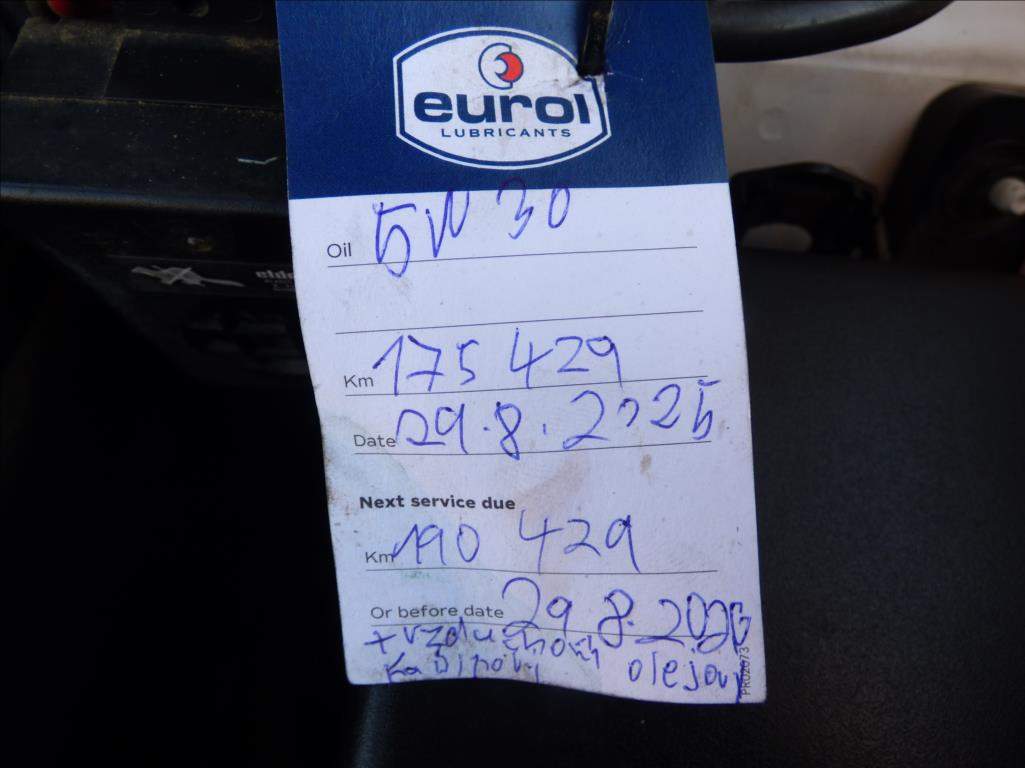 eurol
LUBRICANTS
Oil 5W 30
Km 175 429
Date 29.8.2025
Next service due
Km 190 429
Or before date 29 8.2026
+ vzduchový
kabinový olejový
PR02073